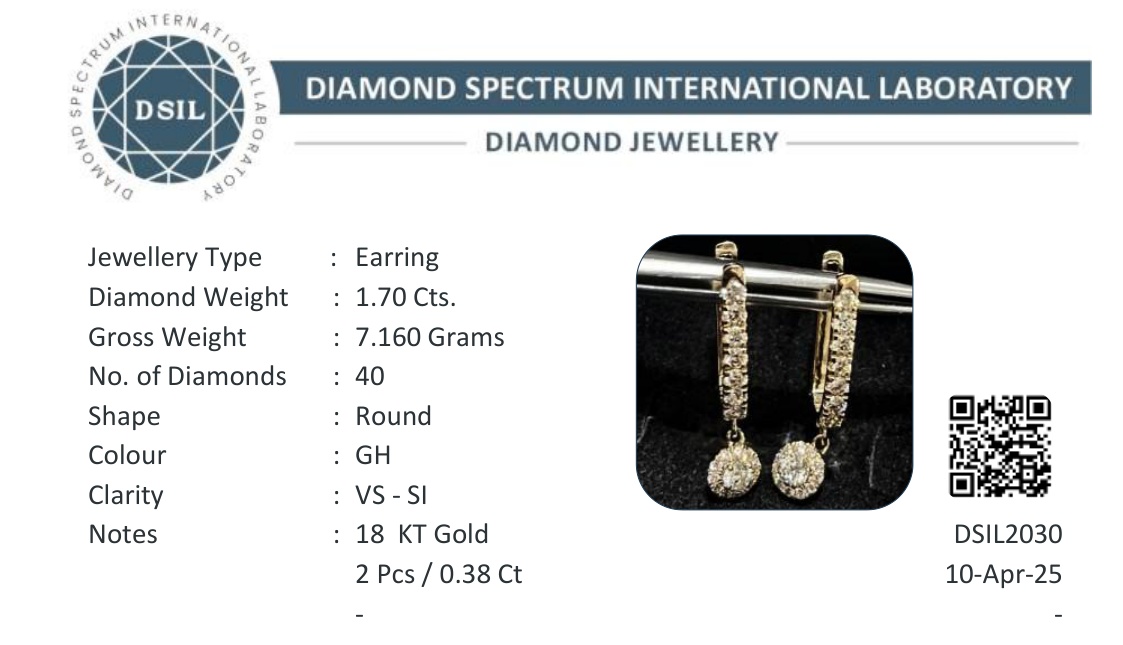 DIAMOND SPECTRUM INTERNATIONAL LABORATORY
DSIL
DIAMOND SPECTRUM INTERNATIONAL LABORATORY
DIAMOND JEWELLERY
Jewellery Type : Earring
Diamond Weight : 1.70 Cts.
Gross Weight : 7.160 Grams
No. of Diamonds : 40
Shape : Round
Colour : GH
Clarity : VS - SI
Notes : 18 KT Gold
2 Pcs / 0.38 Ct
-
DSIL2030
10-Apr-25
-